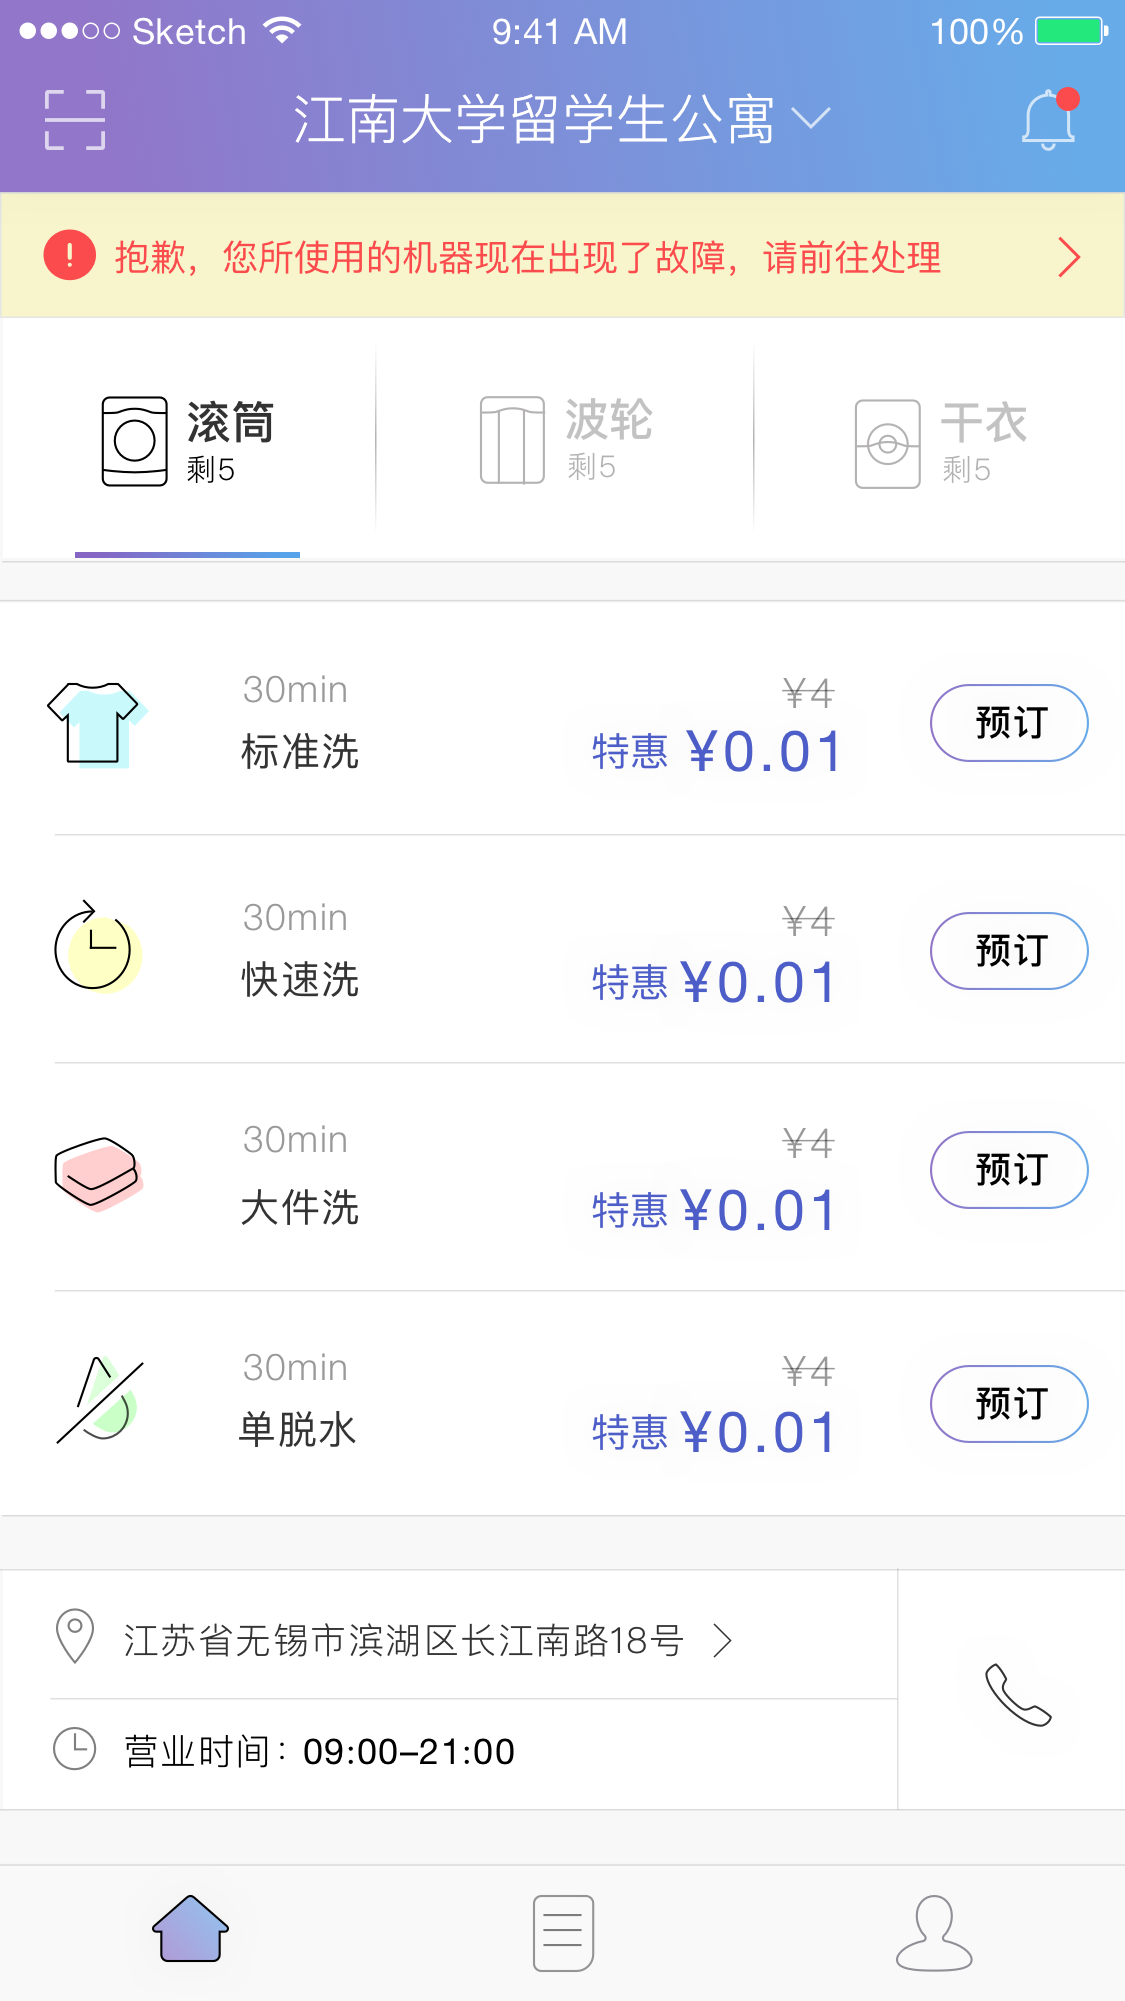 Sketch 9:41 AM 100%
江南大学留学生公寓
抱歉，您所使用的机器现在出现了故障，请前往处理
滚筒 波轮 干衣
剩5 剩5 剩5
30min ¥4
标准洗 特惠 ¥0.01 预订
30min ¥4
快速洗 特惠 ¥0.01 预订
30min ¥4
大件洗 特惠 ¥0.01 预订
30min ¥4
单脱水 特惠 ¥0.01 预订
江苏省无锡市滨湖区长江南路18号
营业时间：09:00–21:00